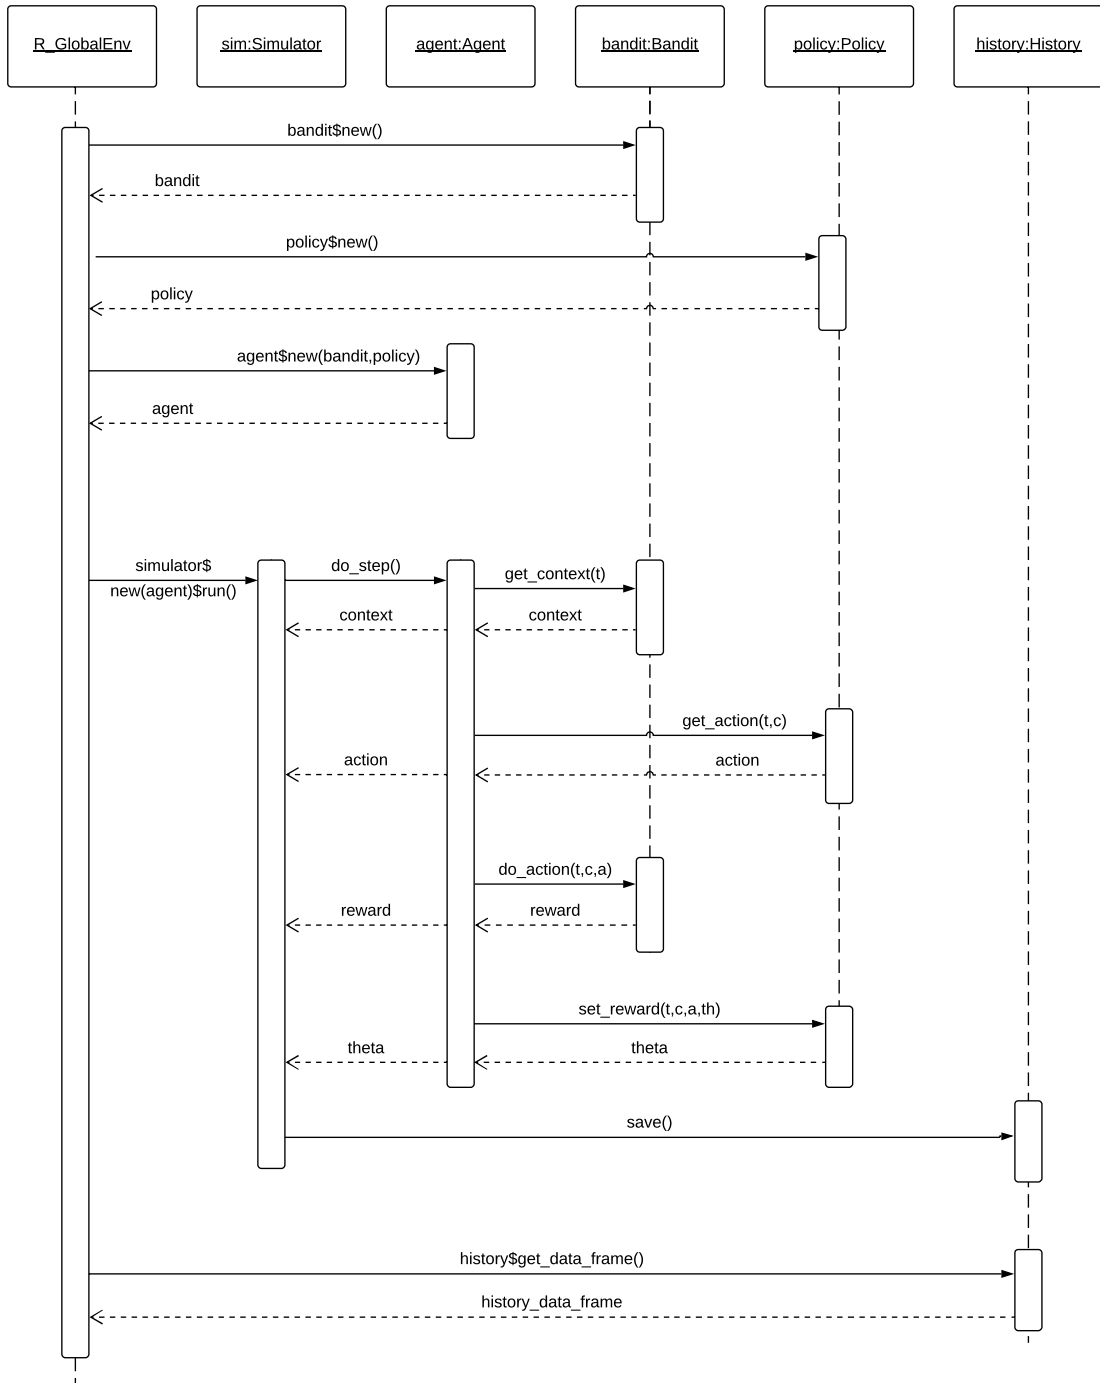 R_GlobalEnv
sim:Simulator
agent:Agent
bandit:Bandit
policy:Policy
history:History
bandit$new()
bandit
policy$new()
policy
agent$new(bandit,policy)
agent
simulator$
new(agent)$run()
do_step()
get_context(t)
context
context
get_action(t,c)
action
action
do_action(t,c,a)
reward
reward
set_reward(t,c,a,th)
theta
theta
save()
history$get_data_frame()
history_data_frame